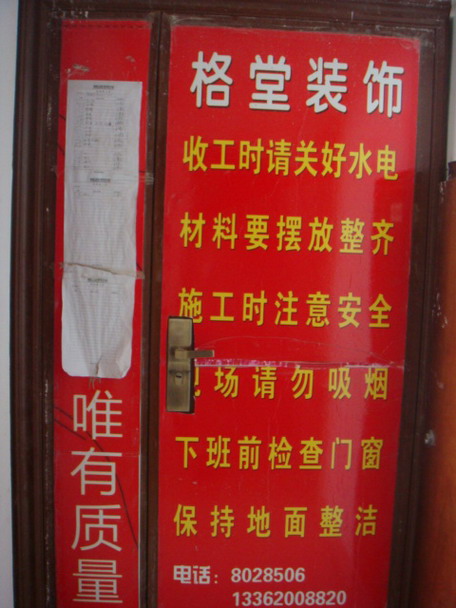 格堂装饰
收工时请关好水电
材料要摆放整齐
施工时注意安全
现场请勿吸烟
下班前检查门窗
保持地面整洁
电话：8028506
13362008820
唯有质量